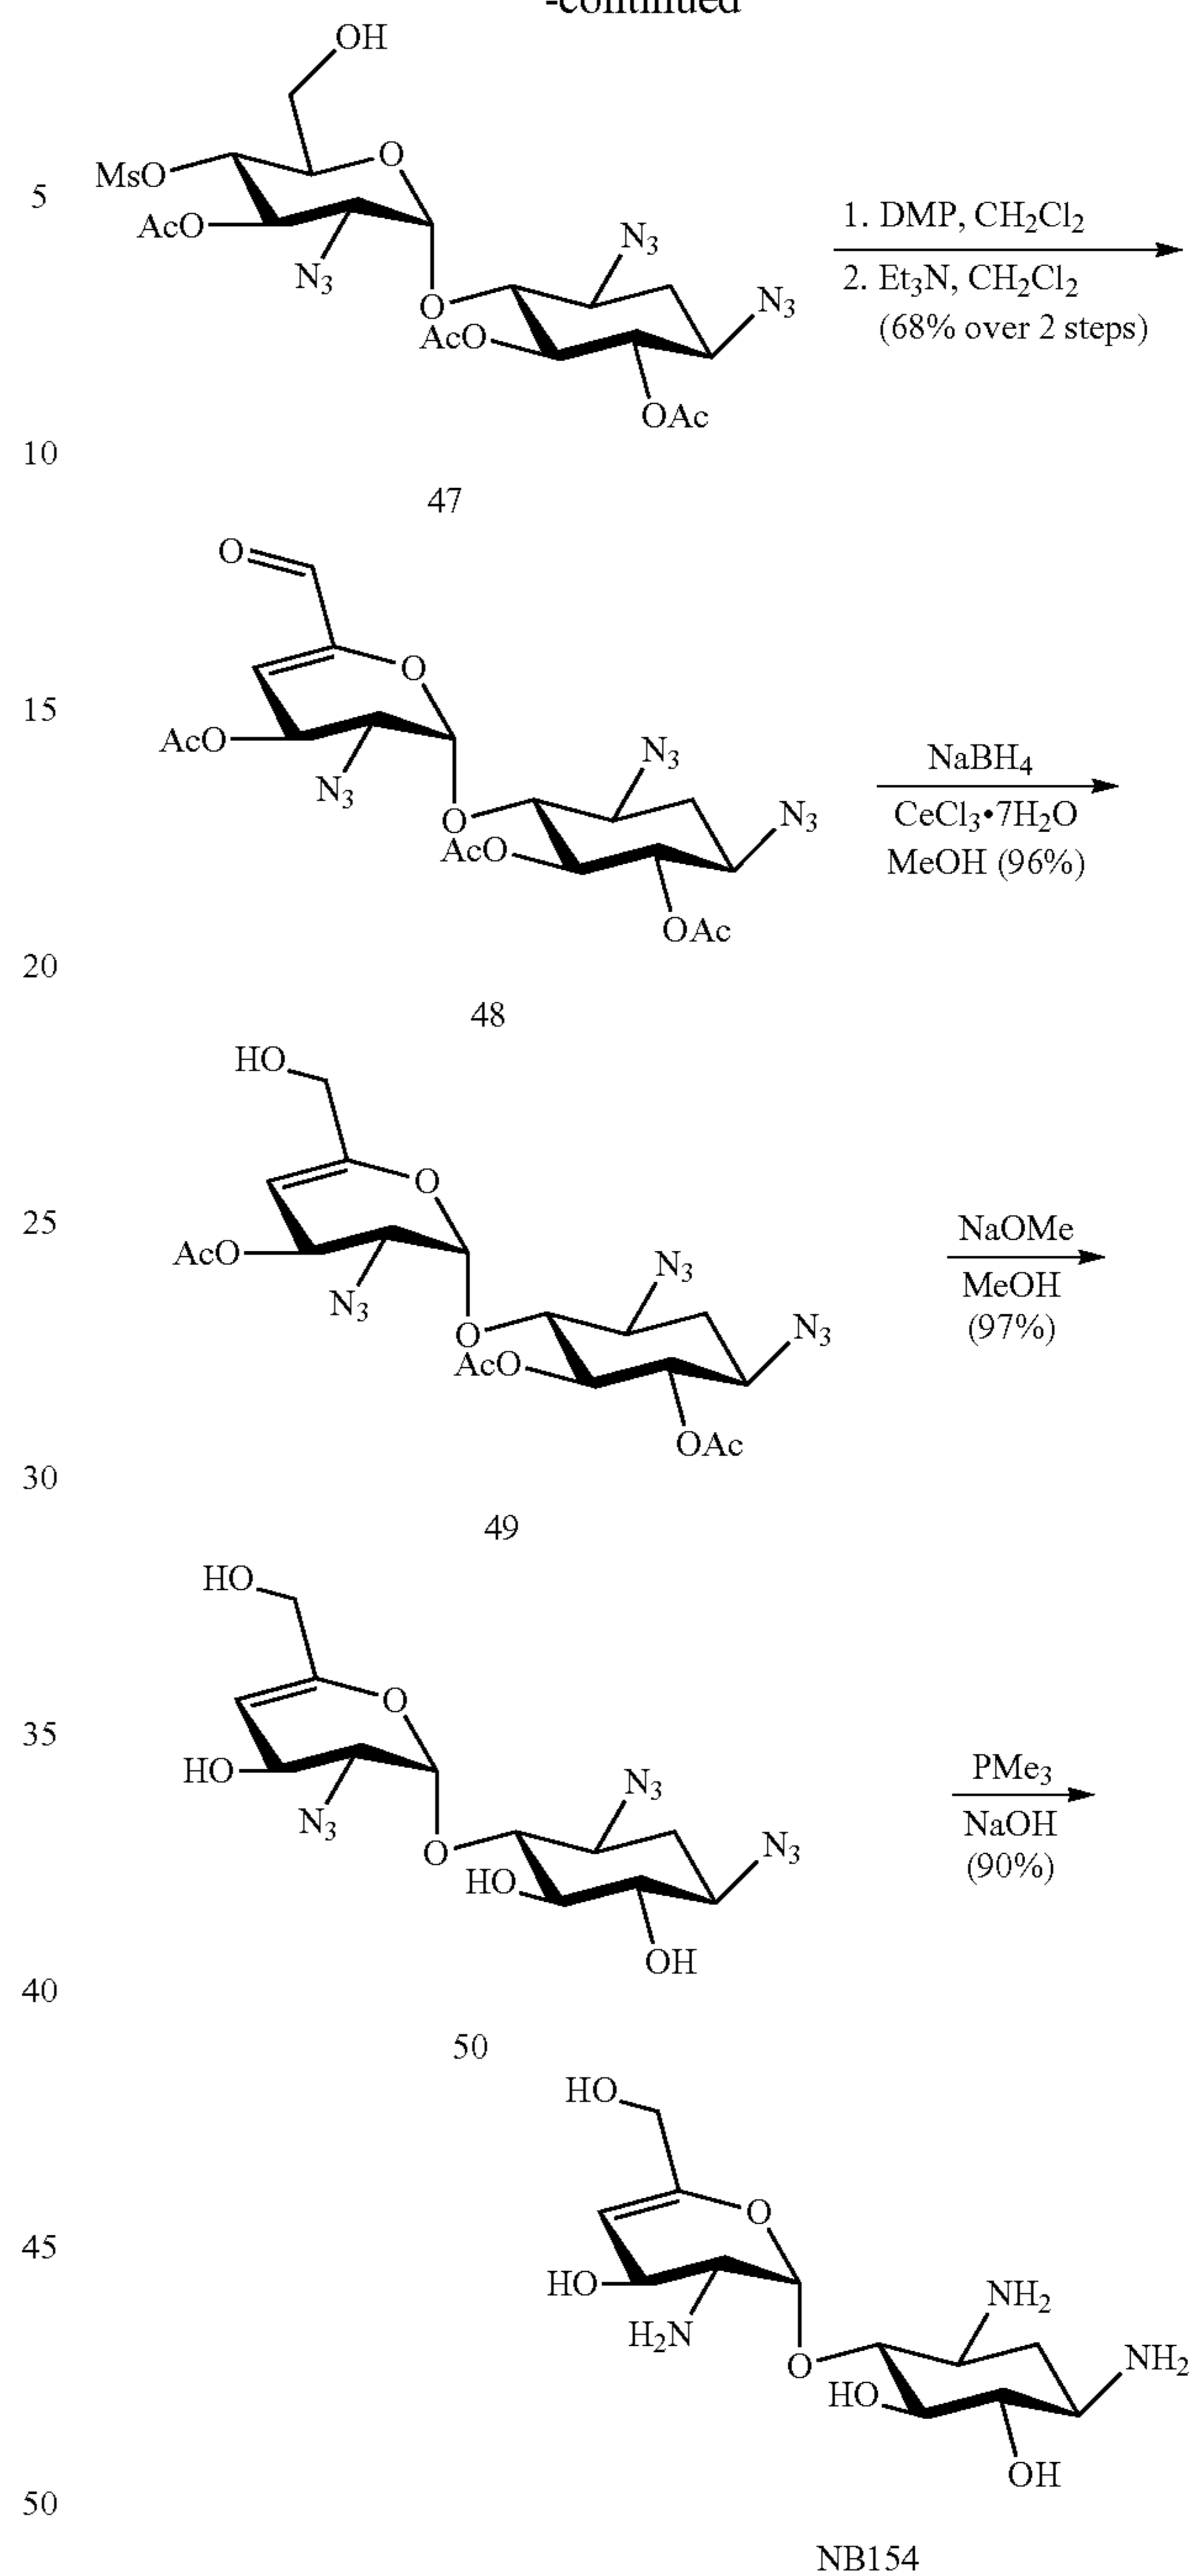 -continued
OH
MsO
O
5
AcO
N3
N3
N3
O
AcO
OAc
1. DMP, CH2Cl2
2. Et3N, CH2Cl2
(68% over 2 steps)
10
47
O
O
15
AcO
N3
N3
N3
O
AcO
OAc
NaBH4
CeCl3•7H2O
MeOH (96%)
20
48
HO
O
25
AcO
N3
N3
N3
O
AcO
OAc
NaOMe
MeOH
(97%)
30
49
HO
O
35
HO
N3
N3
N3
O
HO
OH
PMe3
NaOH
(90%)
40
50
HO
O
45
HO
H2N
NH2
NH2
O
HO
OH
50
NB154